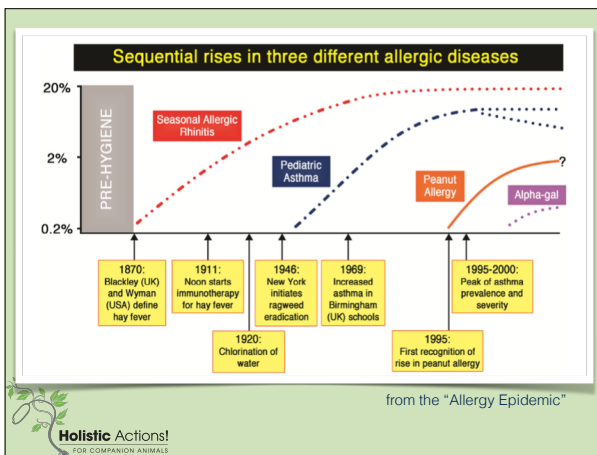 Sequential rises in three different allergic diseases
20%
2%
0.2%
PRE-HYGIENE
Seasonal Allergic
Rhinitis
Pediatric
Asthma
Peanut
Allergy
?
Alpha-gal
1870:
Blackley (UK)
and Wyman
(USA) define
hay fever
1911:
Noon starts
immunotherapy
for hay fever
1920:
Chlorination of
water
1946:
New York
initiates
ragweed
eradication
1969:
Increased
asthma in
Birmingham
(UK) schools
1995:
First recognition of
rise in peanut allergy
1995-2000:
Peak of asthma
prevalence and
severity
from the “Allergy Epidemic”
Holistic Actions!
FOR COMPANION ANIMALS